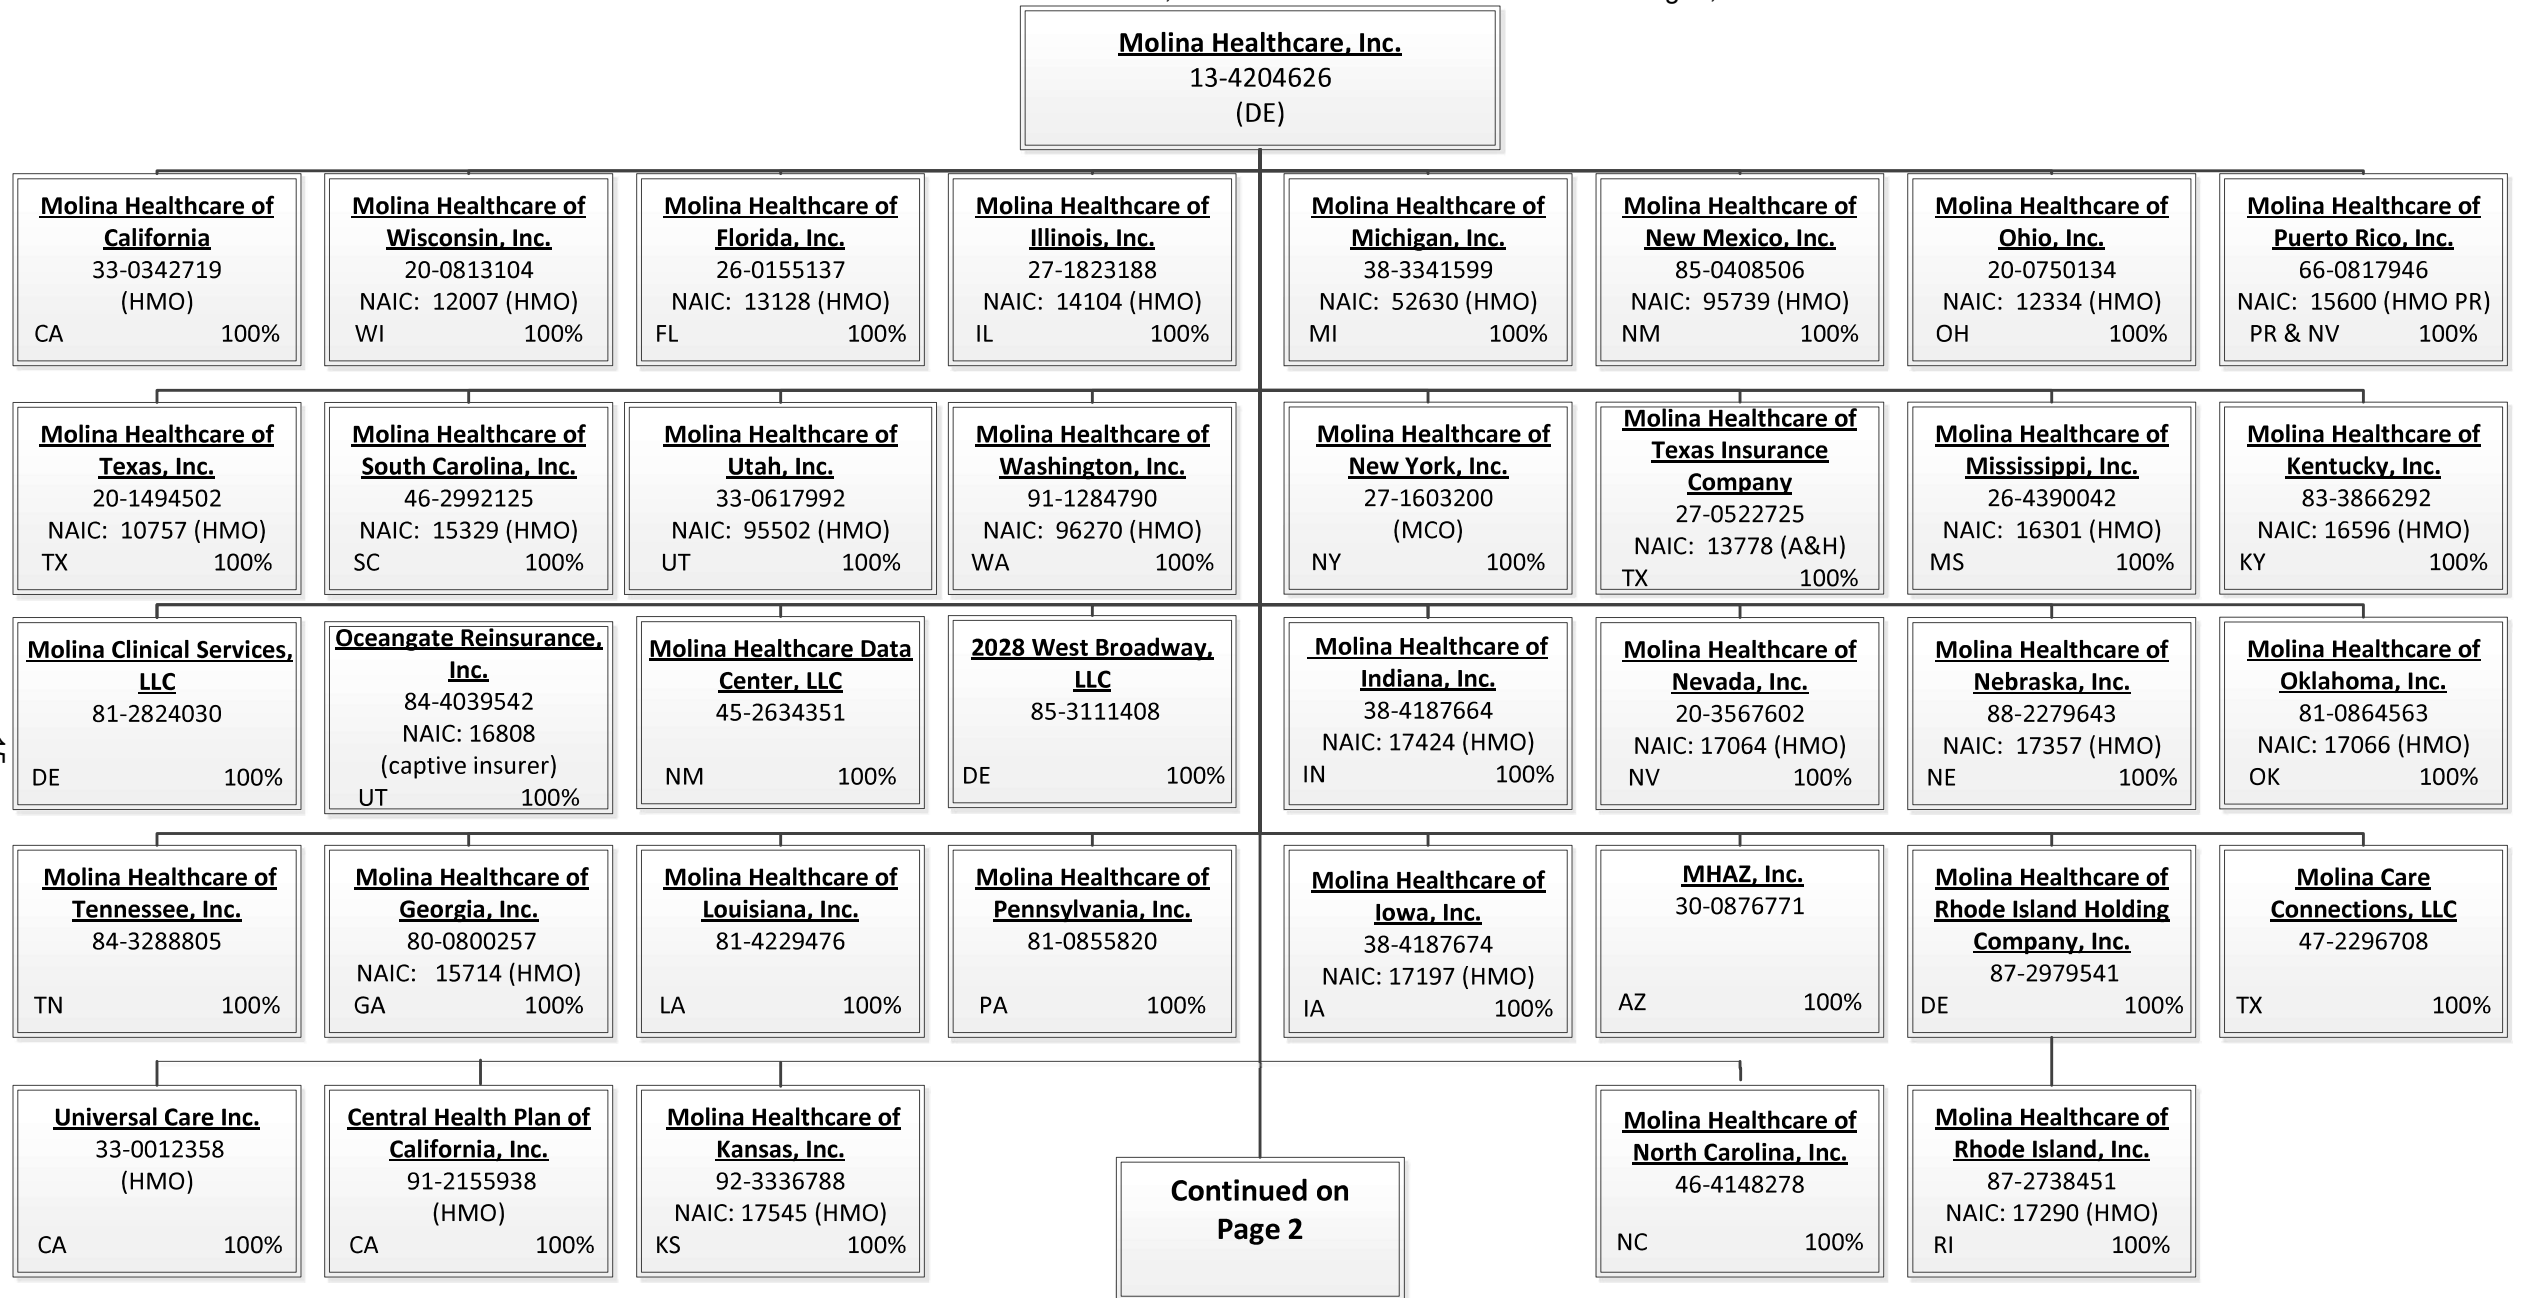 Molina Healthcare, Inc.
13-4204626
(DE)
Molina Healthcare of
California
33-0342719
(HMO)
CA 100%
Molina Healthcare of
Wisconsin, Inc.
20-0813104
NAIC: 12007 (HMO)
WI 100%
Molina Healthcare of
Florida, Inc.
26-0155137
NAIC: 13128 (HMO)
FL 100%
Molina Healthcare of
Illinois, Inc.
27-1823188
NAIC: 14104 (HMO)
IL 100%
Molina Healthcare of
Michigan, Inc.
38-3341599
NAIC: 52630 (HMO)
MI 100%
Molina Healthcare of
New Mexico, Inc.
85-0408506
NAIC: 95739 (HMO)
NM 100%
Molina Healthcare of
Ohio, Inc.
20-0750134
NAIC: 12334 (HMO)
OH 100%
Molina Healthcare of
Puerto Rico, Inc.
66-0817946
NAIC: 15600 (HMO PR)
PR & NV 100%
Molina Healthcare of
Texas, Inc.
20-1494502
NAIC: 10757 (HMO)
TX 100%
Molina Healthcare of
South Carolina, Inc.
46-2992125
NAIC: 15329 (HMO)
SC 100%
Molina Healthcare of
Utah, Inc.
33-0617992
NAIC: 95502 (HMO)
UT 100%
Molina Healthcare of
Washington, Inc.
91-1284790
NAIC: 96270 (HMO)
WA 100%
Molina Healthcare of
New York, Inc.
27-1603200
(MCO)
NY 100%
Molina Healthcare of
Texas Insurance
Company
27-0522725
NAIC: 13778 (A&H)
TX 100%
Molina Healthcare of
Mississippi, Inc.
26-4390042
NAIC: 16301 (HMO)
MS 100%
Molina Healthcare of
Kentucky, Inc.
83-3866292
NAIC: 16596 (HMO)
KY 100%
Molina Clinical Services,
LLC
81-2824030
DE 100%
Oceangate Reinsurance,
Inc.
84-4039542
NAIC: 16808
(captive insurer)
UT 100%
Molina Healthcare Data
Center, LLC
45-2634351
NM 100%
2028 West Broadway,
LLC
85-3111408
DE 100%
Molina Healthcare of
Indiana, Inc.
38-4187664
NAIC: 17424 (HMO)
IN 100%
Molina Healthcare of
Nevada, Inc.
20-3567602
NAIC: 17064 (HMO)
NV 100%
Molina Healthcare of
Nebraska, Inc.
88-2279643
NAIC: 17357 (HMO)
NE 100%
Molina Healthcare of
Oklahoma, Inc.
81-0864563
NAIC: 17066 (HMO)
OK 100%
Molina Healthcare of
Tennessee, Inc.
84-3288805
TN 100%
Molina Healthcare of
Georgia, Inc.
80-0800257
NAIC: 15714 (HMO)
GA 100%
Molina Healthcare of
Louisiana, Inc.
81-4229476
LA 100%
Molina Healthcare of
Pennsylvania, Inc.
81-0855820
PA 100%
Molina Healthcare of
Iowa, Inc.
38-4187674
NAIC: 17197 (HMO)
IA 100%
MHAZ, Inc.
30-0876771
AZ 100%
Molina Healthcare of
Rhode Island Holding
Company, Inc.
87-2979541
DE 100%
Molina Care
Connections, LLC
47-2296708
TX 100%
Universal Care Inc.
33-0012358
(HMO)
CA 100%
Central Health Plan of
California, Inc.
91-2155938
(HMO)
CA 100%
Molina Healthcare of
Kansas, Inc.
92-3336788
NAIC: 17545 (HMO)
KS 100%
Continued on
Page 2
Molina Healthcare of
North Carolina, Inc.
46-4148278
NC 100%
Molina Healthcare of
Rhode Island, Inc.
87-2738451
NAIC: 17290 (HMO)
RI 100%